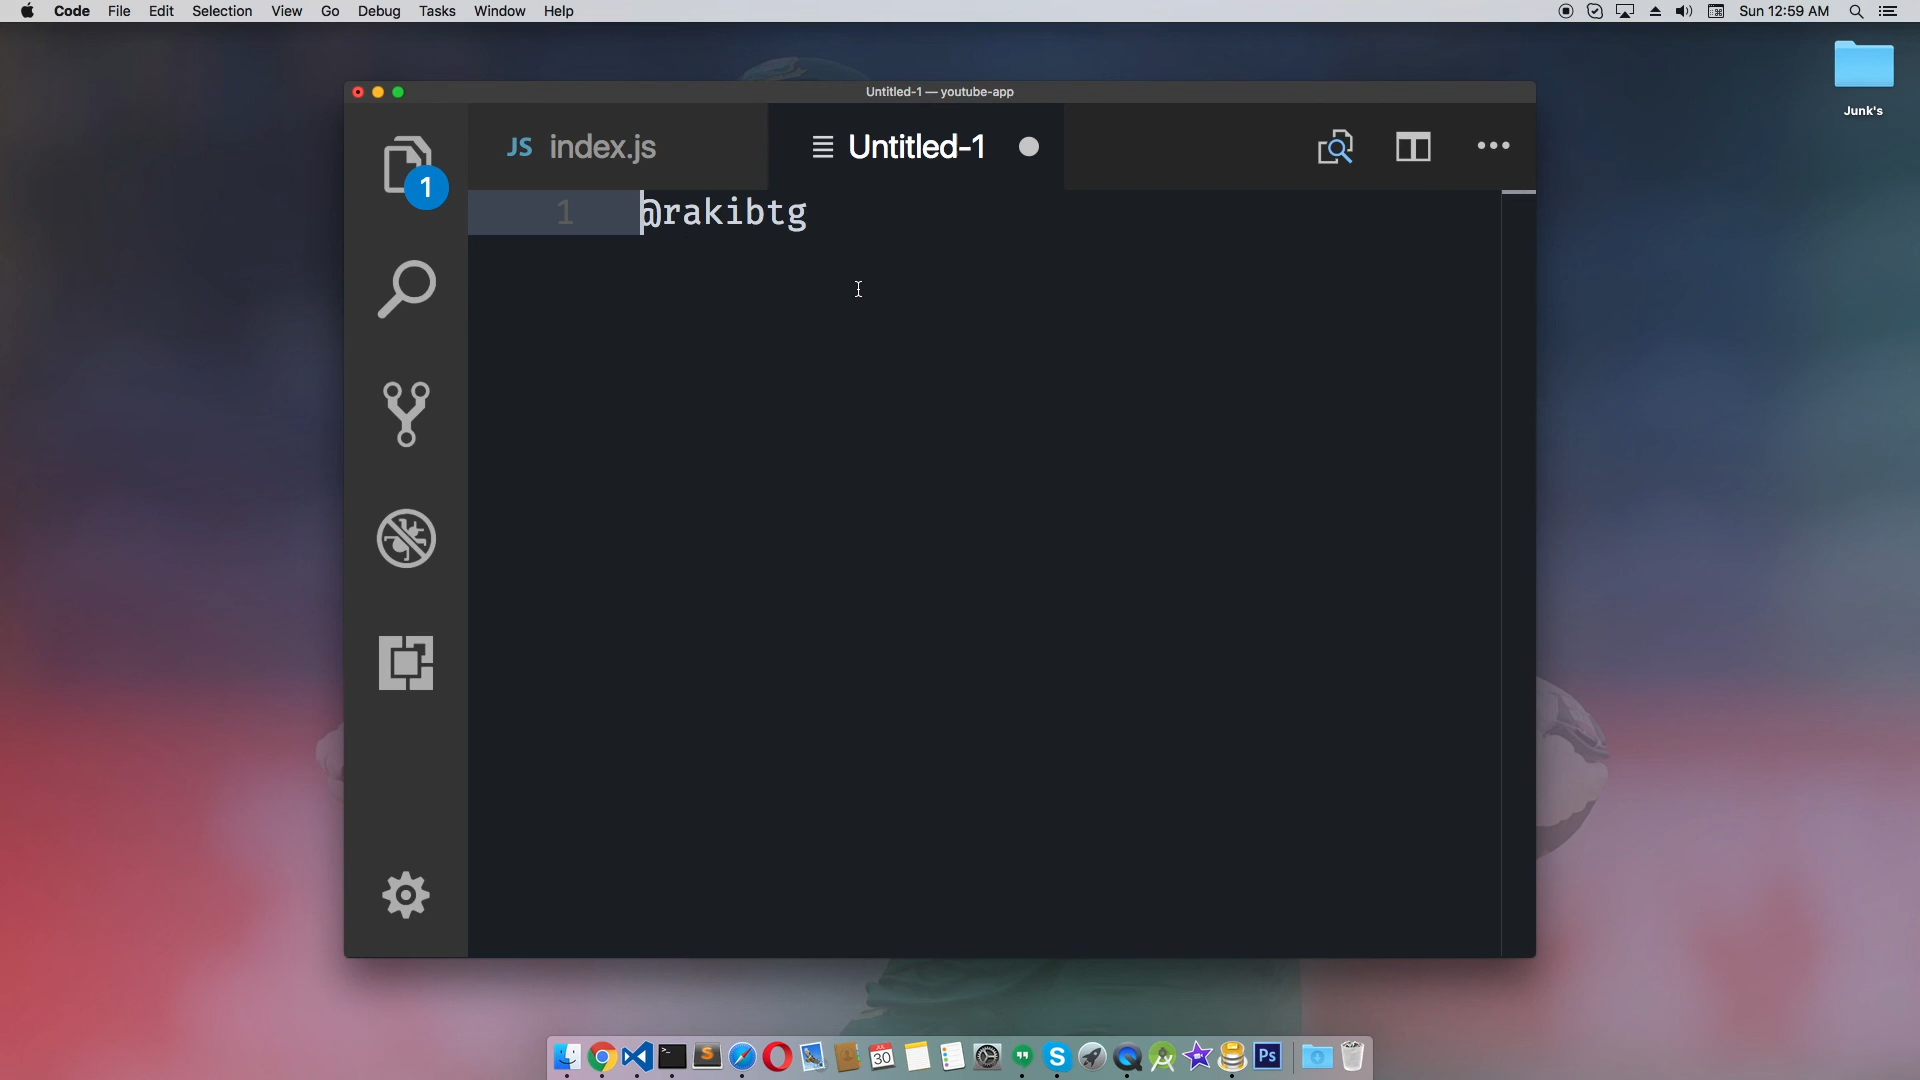 Code File Edit Selection View Go Debug Tasks Window Help Sun 12:59 AM
Junk's
Untitled-1 — youtube-app
JS index.js Untitled-1
1
1 @rakibtg
JUL 30 S Ps